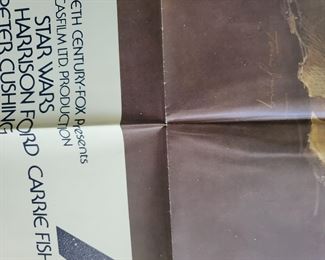 ETH CENTURY-FOX Presents
CASFILM LTD. PRODUCTION
STAR WARS
HARRISON FORD CARRIE FISH
PETER CUSHING